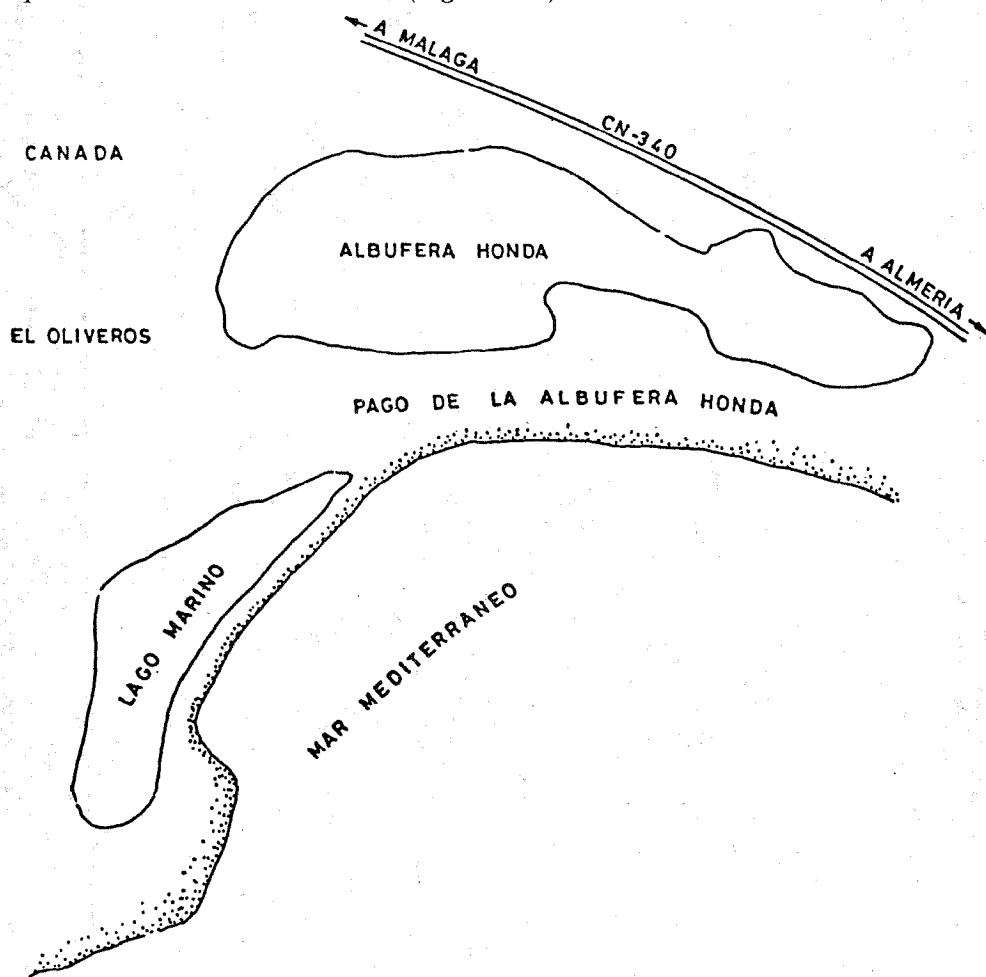 A MALAGA
CN-340
A ALMERIA
CANADA
ALBUFERA HONDA
EL OLIVEROS
PAGO DE LA ALBUFERA HONDA
LAGO MARINO
MAR MEDITERRANEO